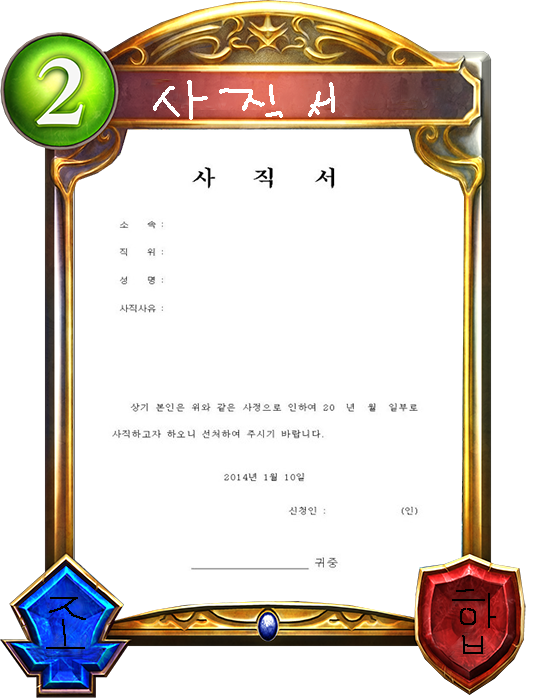 2
사직서
사 직 서
소 속 :
직 위 :
성 명 :
사직사유 :
상기 본인은 위와 같은 사정으로 인하여 20 년 월 일부로
사직하고자 하오니 선처하여 주시기 바랍니다.
2014년 1월 10일
신청인 : (인)
귀중
조
합